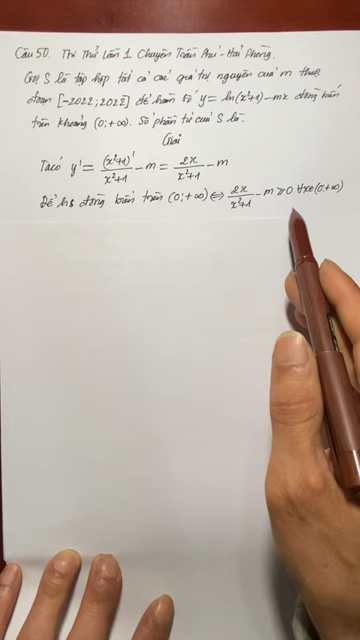 Câu 50. Thi Thử Lần 1 Chuyên Trần Phú - Hải Phòng.
Gọi S là tập hợp tất cả các giá trị nguyên của m thuộc
đoạn [-2022; 2022] để hàm số y = ln(x²+1) - mx đồng biến
trên khoảng (0; +∞). Số phần tử của S là.
Giải
Ta có y' = (x²+1)'/(x²+1) - m = 2x/(x²+1) - m
Để hs đồng biến trên (0; +∞) ⇔ 2x/(x²+1) - m ≥ 0 ∀x∈(0;+∞)